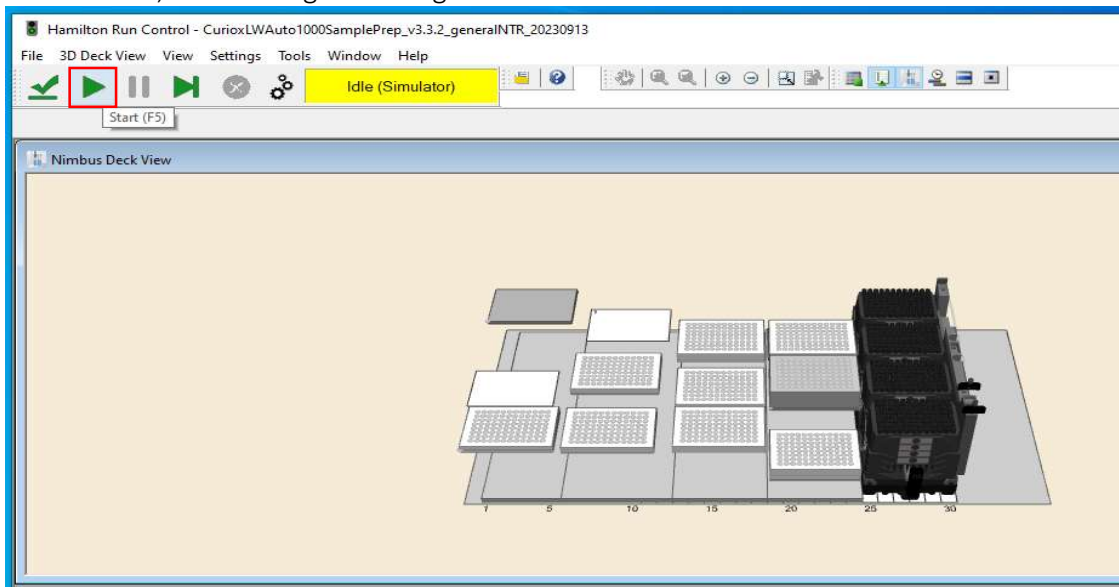 Hamilton Run Control - CurioxLWAuto1000SamplePrep_v3.3.2_generalINTR_20230913
File 3D Deck View View Settings Tools Window Help
Idle (Simulator)
Start (F5)
Nimbus Deck View
1 5 10 15 20 25 30